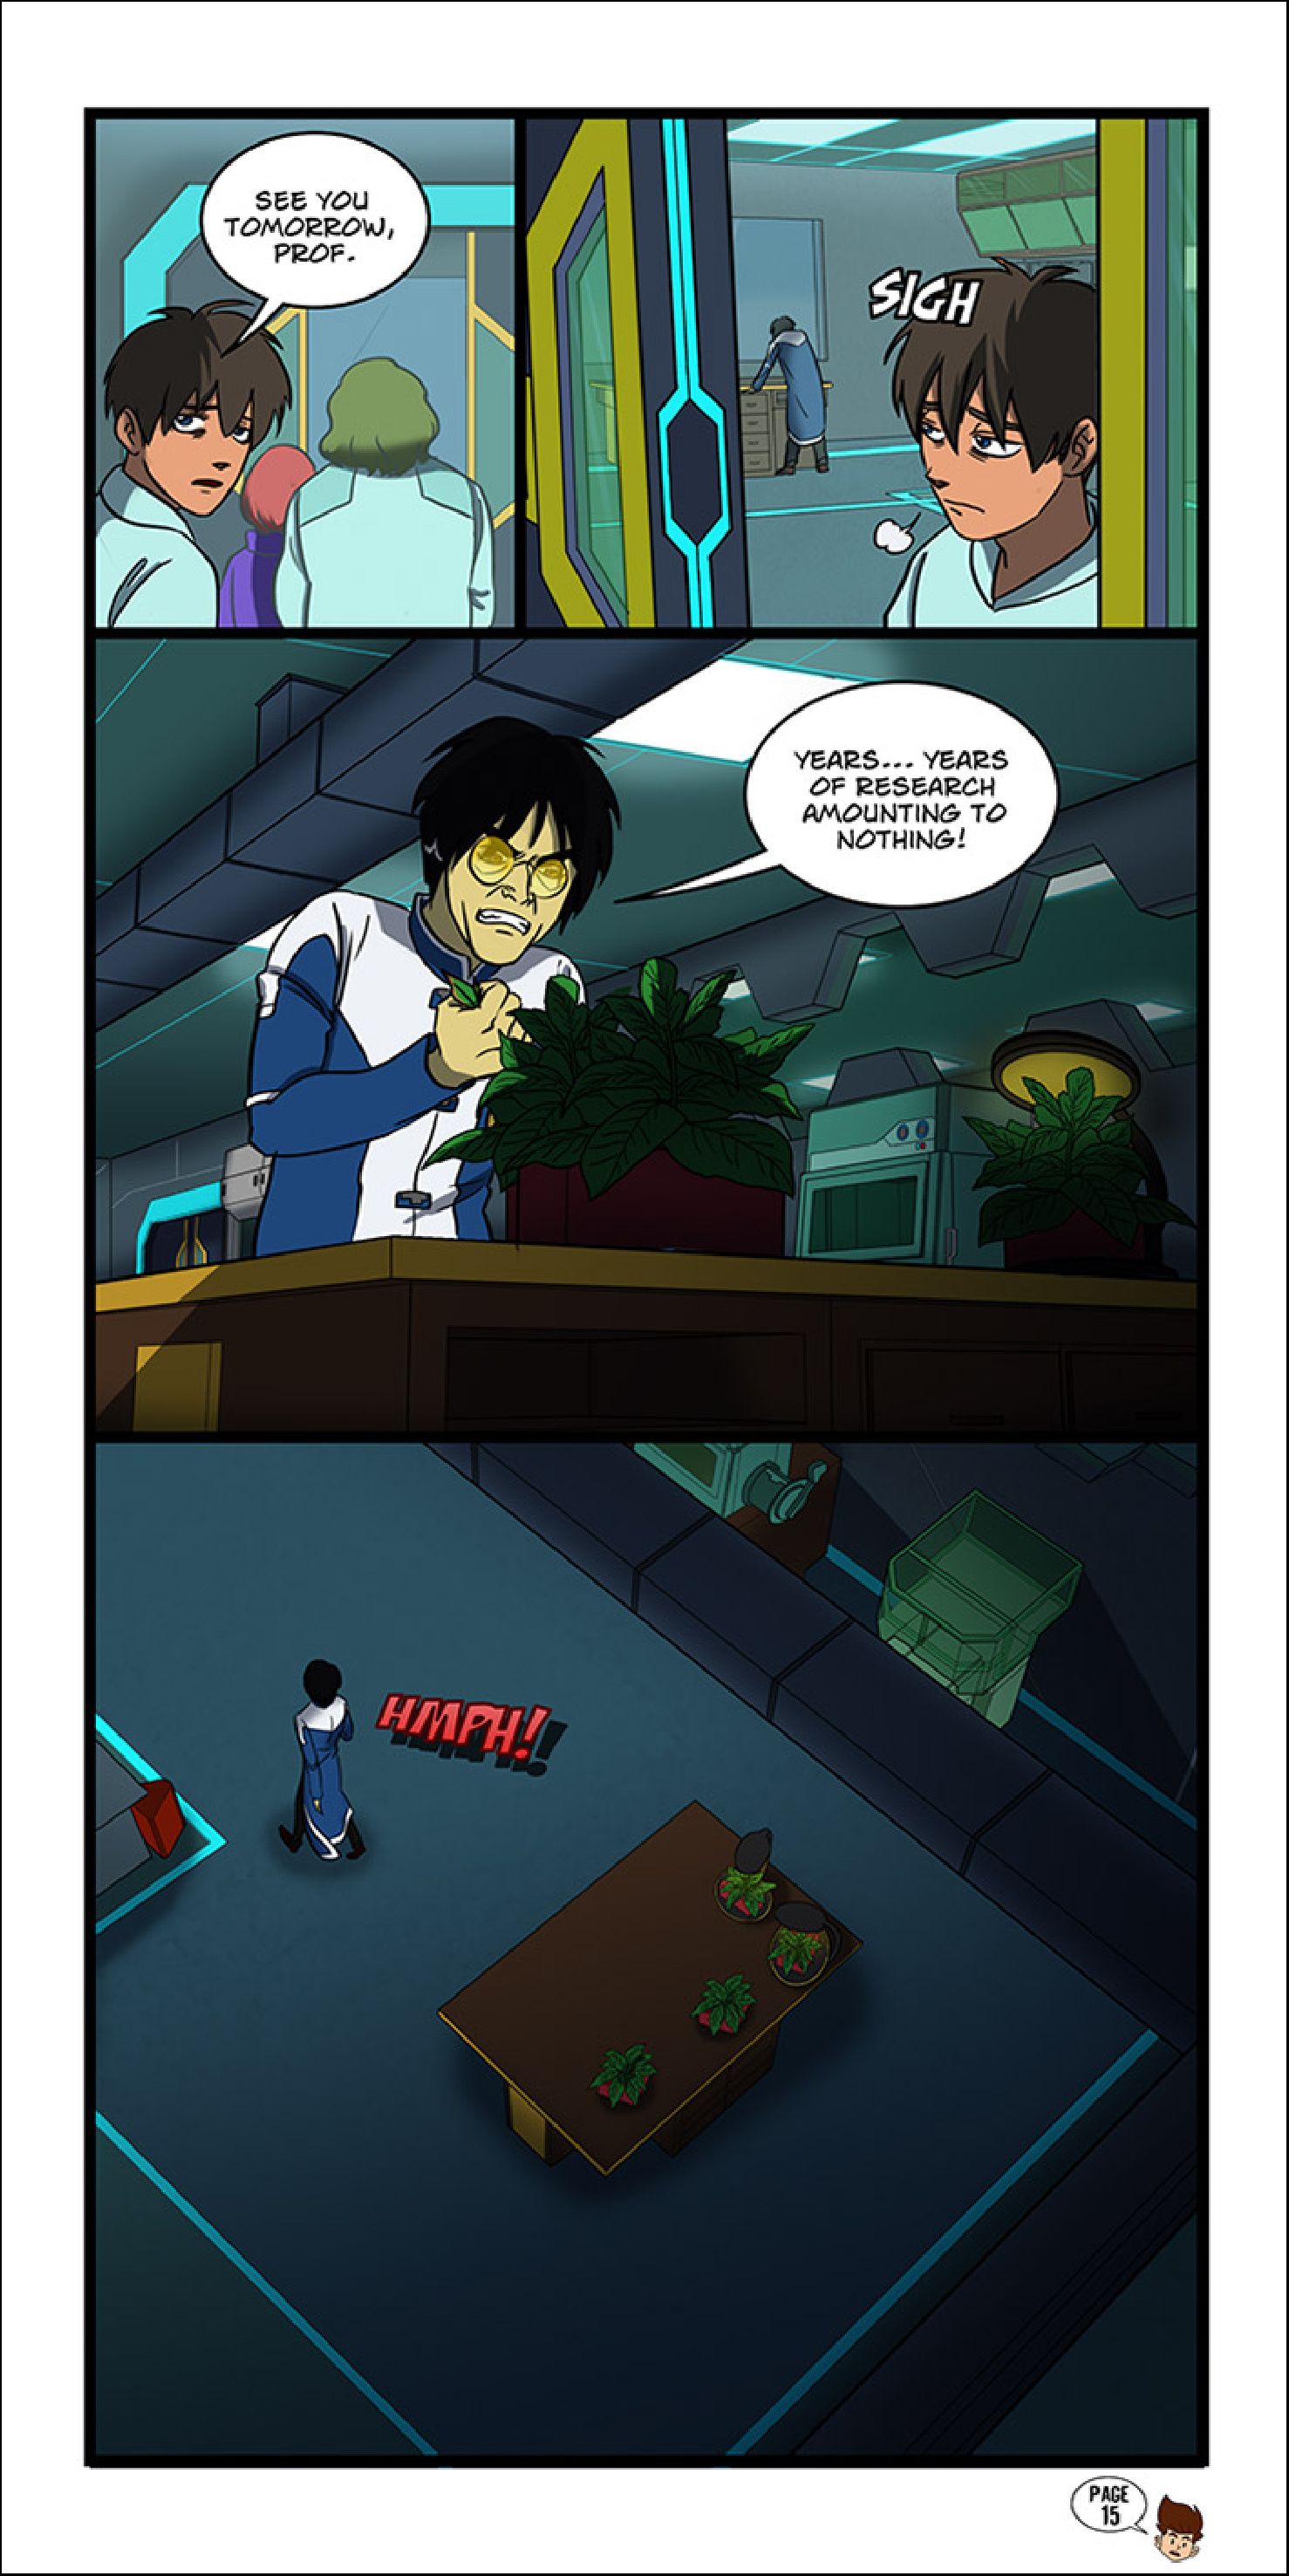 SEE YOU
TOMORROW,
PROF.
SIGH
YEARS... YEARS
OF RESEARCH
AMOUNTING TO
NOTHING!
HMPH!
PAGE
15